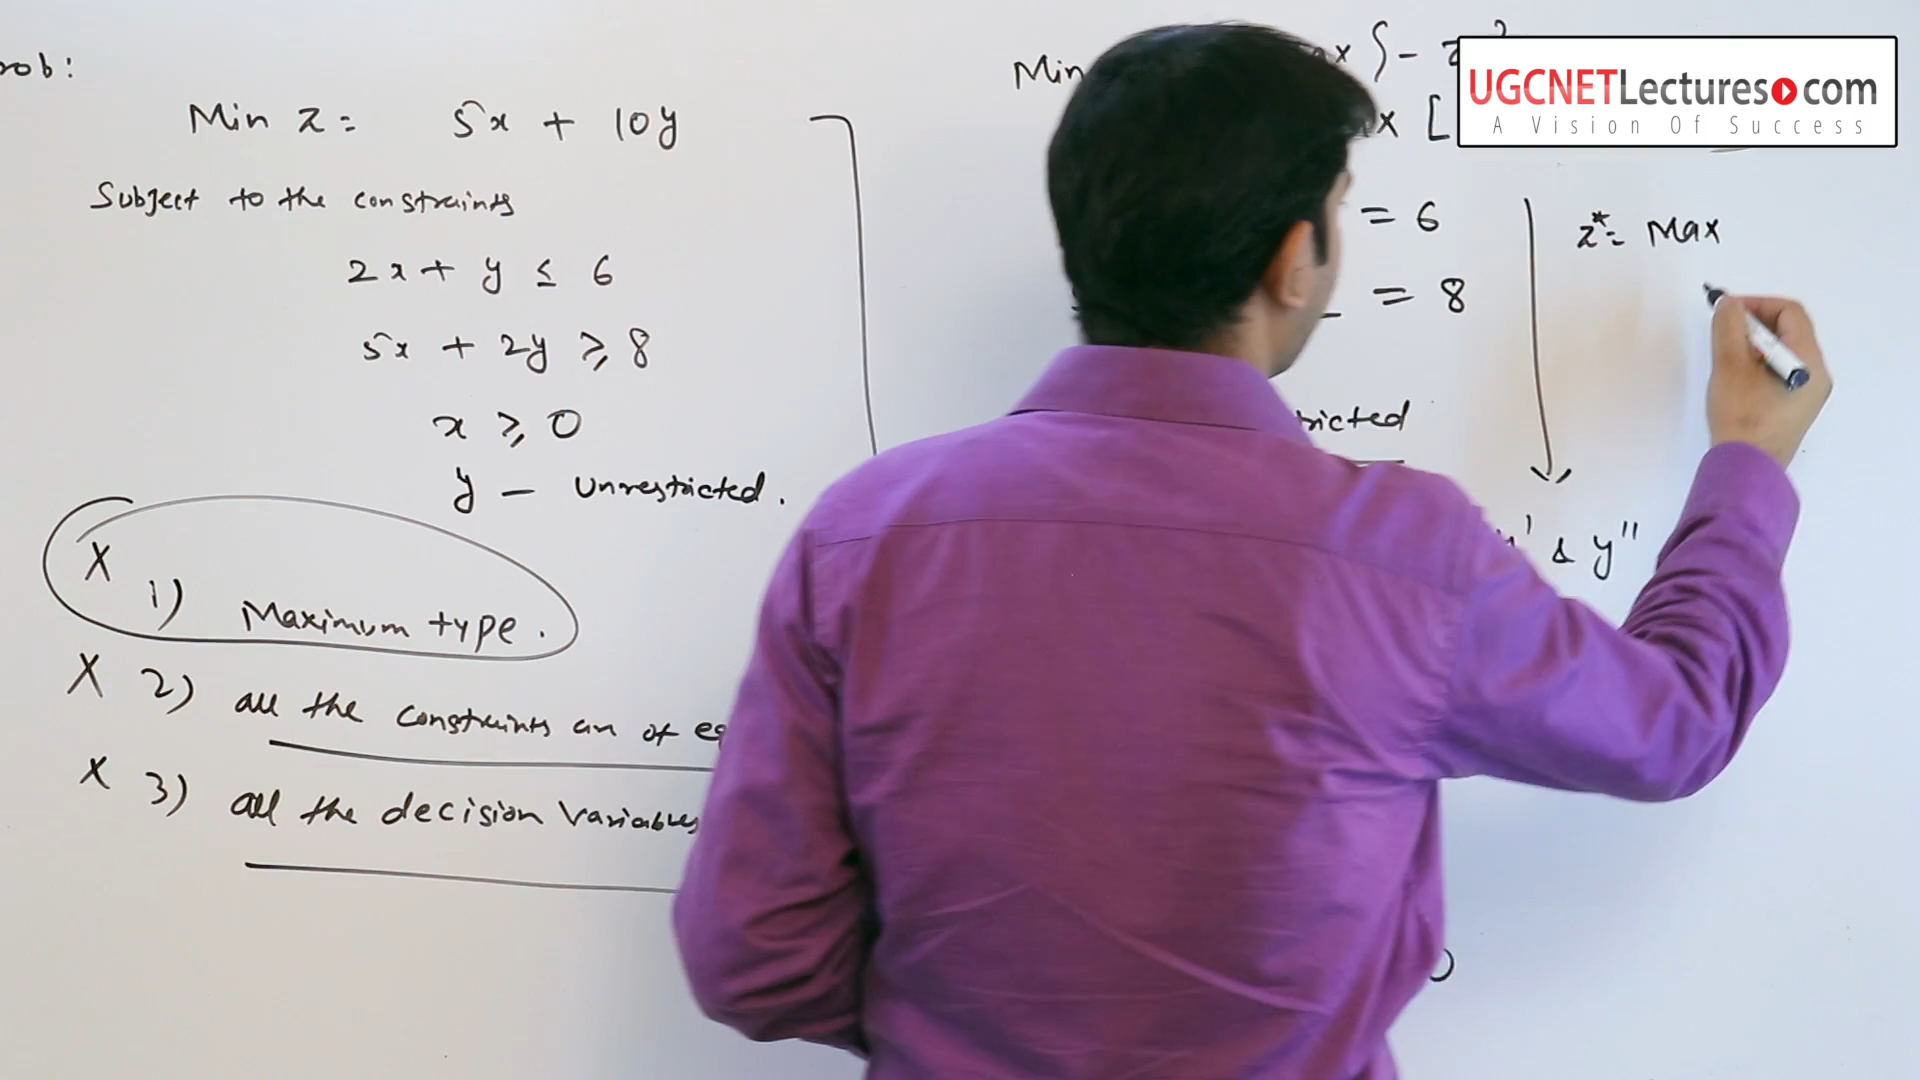 rob:
Min z = 5x + 10y
Subject to the constraints
2x + y ≤ 6
5x + 2y ≥ 8
x ≥ 0
y – unrestricted.
X
1) Maximum type.
X 2) all the constraints are of eq
X 3) all the decision variables
Min ax {- z
x [
= 6
= 8
ricted
z* = Max
' & y''
UGCNETLectures.com
A Vision Of Success